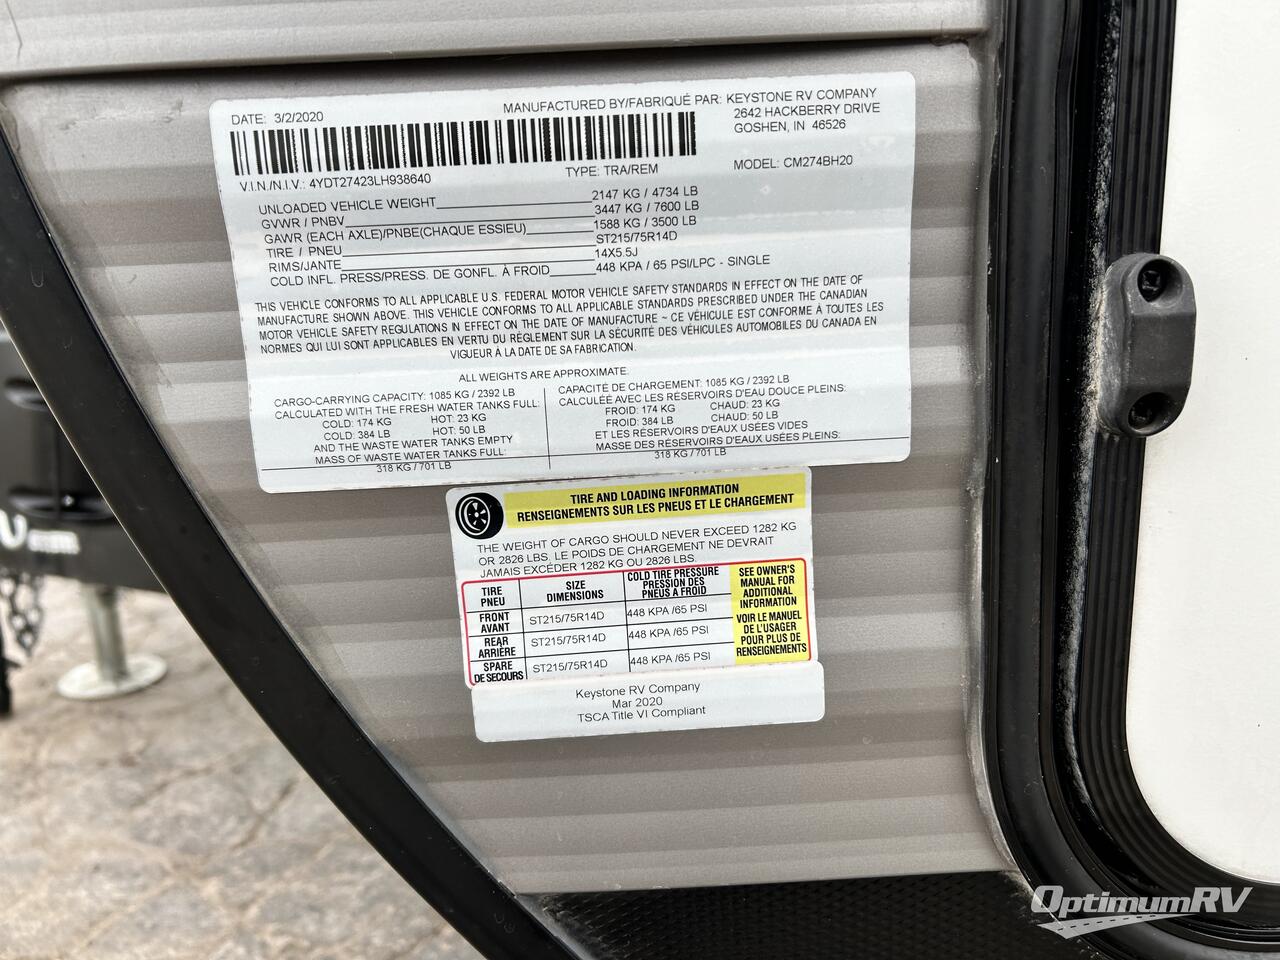 DATE: 3/2/2020
MANUFACTURED BY/FABRIQUÉ PAR: KEYSTONE RV COMPANY
2642 HACKBERRY DRIVE
GOSHEN, IN 46526
V.I.N./N.I.V.: 4YDT27423LH938640
TYPE: TRA/REM
MODEL: CM274BH20
UNLOADED VEHICLE WEIGHT 2147 KG / 4734 LB
GVWR / PNBV 3447 KG / 7600 LB
GAWR (EACH AXLE)/PNBE(CHAQUE ESSIEU) 1588 KG / 3500 LB
TIRE / PNEU ST215/75R14D
RIMS/JANTE 14X5.5J
COLD INFL. PRESS/PRESS. DE GONFL. À FROID 448 KPA / 65 PSI/LPC - SINGLE
THIS VEHICLE CONFORMS TO ALL APPLICABLE U.S. FEDERAL MOTOR VEHICLE SAFETY STANDARDS IN EFFECT ON THE DATE OF
MANUFACTURE SHOWN ABOVE. THIS VEHICLE CONFORMS TO ALL APPLICABLE STANDARDS PRESCRIBED UNDER THE CANADIAN
MOTOR VEHICLE SAFETY REGULATIONS IN EFFECT ON THE DATE OF MANUFACTURE ~ CE VÉHICULE EST CONFORME À TOUTES LES
NORMES QUI LUI SONT APPLICABLES EN VERTU DU RÈGLEMENT SUR LA SÉCURITÉ DES VÉHICULES AUTOMOBILES DU CANADA EN
VIGUEUR À LA DATE DE SA FABRICATION.
ALL WEIGHTS ARE APPROXIMATE.
CARGO-CARRYING CAPACITY: 1085 KG / 2392 LB
CALCULATED WITH THE FRESH WATER TANKS FULL:
COLD: 174 KG HOT: 23 KG
COLD: 384 LB HOT: 50 LB
AND THE WASTE WATER TANKS EMPTY
MASS OF WASTE WATER TANKS FULL:
318 KG / 701 LB
CAPACITÉ DE CHARGEMENT: 1085 KG / 2392 LB
CALCULÉE AVEC LES RÉSERVOIRS D'EAU DOUCE PLEINS:
FROID: 174 KG CHAUD: 23 KG
FROID: 384 LB CHAUD: 50 LB
ET LES RÉSERVOIRS D'EAUX USÉES VIDES
MASSE DES RÉSERVOIRS D'EAUX USÉES PLEINS:
318 KG / 701 LB
TIRE AND LOADING INFORMATION
RENSEIGNEMENTS SUR LES PNEUS ET LE CHARGEMENT
THE WEIGHT OF CARGO SHOULD NEVER EXCEED 1282 KG
OR 2826 LBS. LE POIDS DE CHARGEMENT NE DEVRAIT
JAMAIS EXCÉDER 1282 KG OU 2826 LBS.
TIRE
PNEU
SIZE
DIMENSIONS
COLD TIRE PRESSURE
PRESSION DES
PNEUS A FROID
FRONT
AVANT
ST215/75R14D
448 KPA /65 PSI
REAR
ARRIÈRE
ST215/75R14D
448 KPA /65 PSI
SPARE
DE SECOURS
ST215/75R14D
448 KPA /65 PSI
SEE OWNER'S
MANUAL FOR
ADDITIONAL
INFORMATION
VOIR LE MANUEL
DE L'USAGER
POUR PLUS DE
RENSEIGNEMENTS
Keystone RV Company
Mar 2020
TSCA Title VI Compliant
OptimumRV